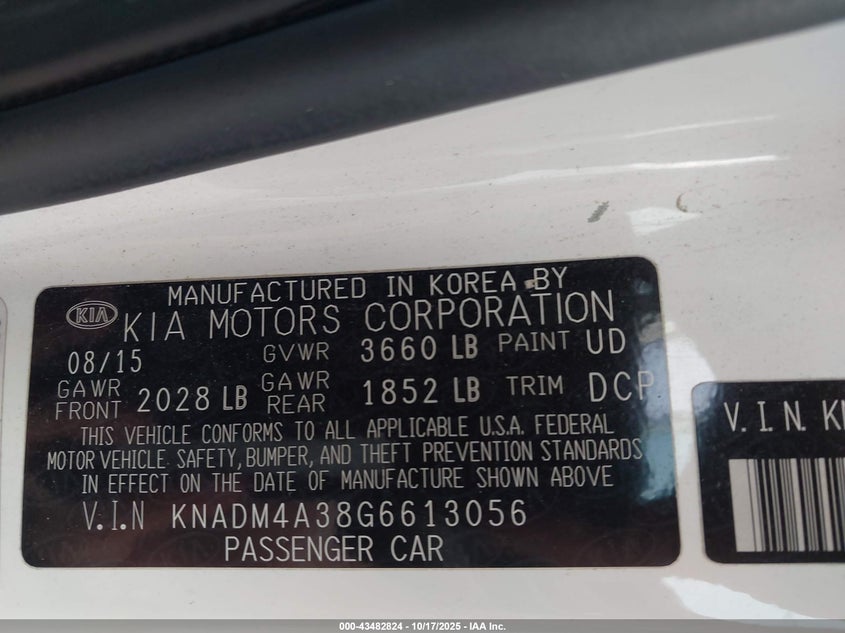 MANUFACTURED IN KOREA BY
KIA KIA MOTORS CORPORATION
08/15 GVWR 3660 LB PAINT UD
GAWR FRONT 2028 LB GAWR REAR 1852 LB TRIM DCP
THIS VEHICLE CONFORMS TO ALL APPLICABLE U.S.A. FEDERAL
MOTOR VEHICLE SAFETY, BUMPER, AND THEFT PREVENTION STANDARDS
IN EFFECT ON THE DATE OF MANUFACTURE SHOWN ABOVE
V.I.N KNADM4A38G6613056
PASSENGER CAR
V.I.N. KN
000-43482824 - 10/17/2025 - IAA Inc.